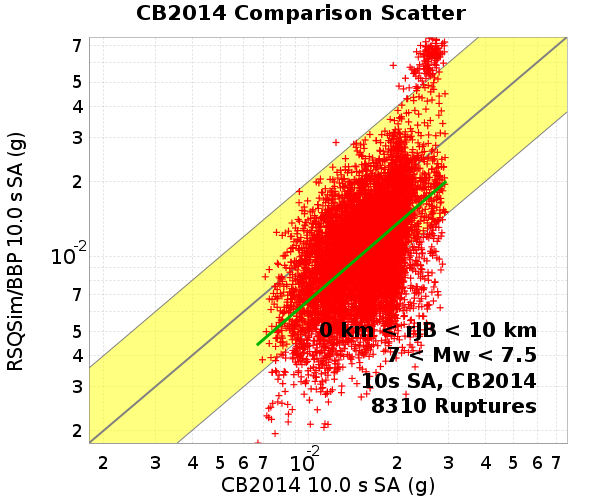 CB2014 Comparison Scatter
RSQSim/BBP 10.0 s SA (g)
7
5
4
3
2
10⁻²
7
5
4
3
2
0 km < rJB < 10 km
7 < Mw < 7.5
10s SA, CB2014
8310 Ruptures
2 3 4 5 6 7 10⁻² 2 3 4 5 6 7
CB2014 10.0 s SA (g)